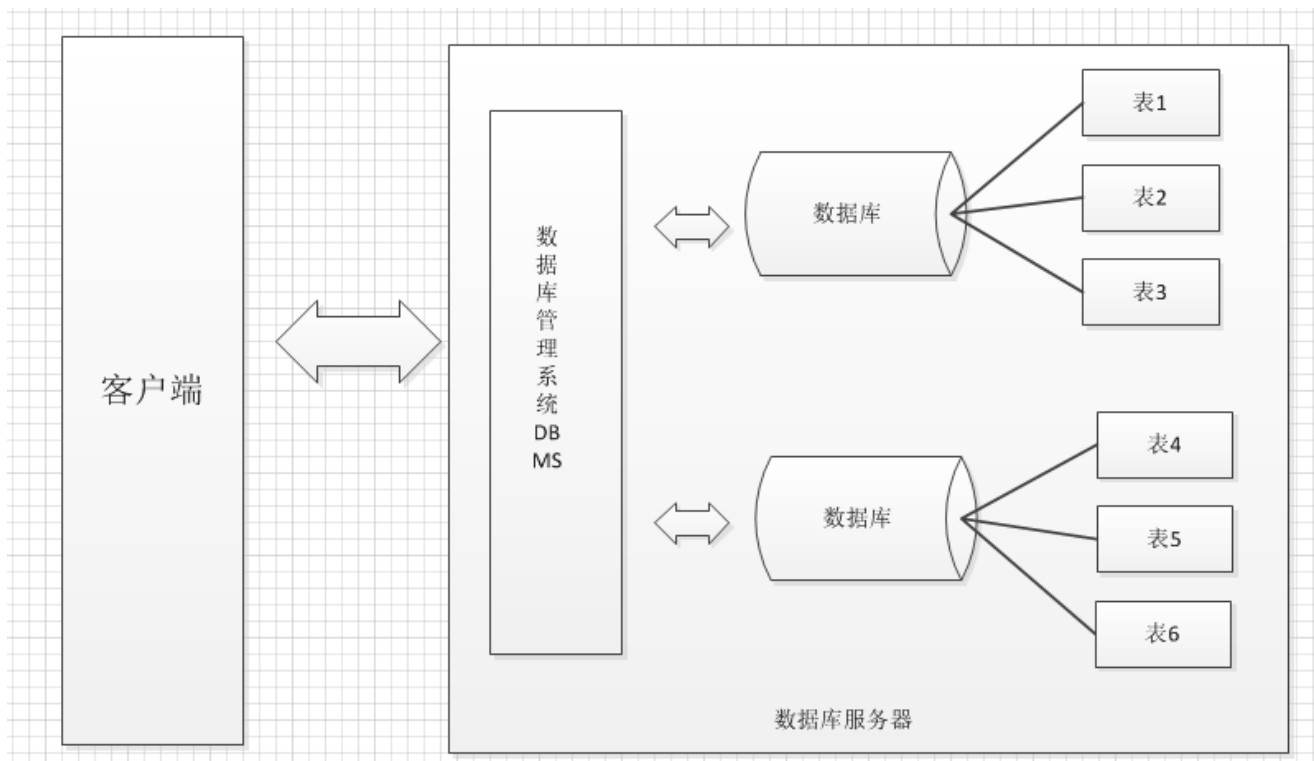 客户端
数
据
库
管
理
系
统
DB
MS
数据库
表1
表2
表3
数据库
表4
表5
表6
数据库服务器